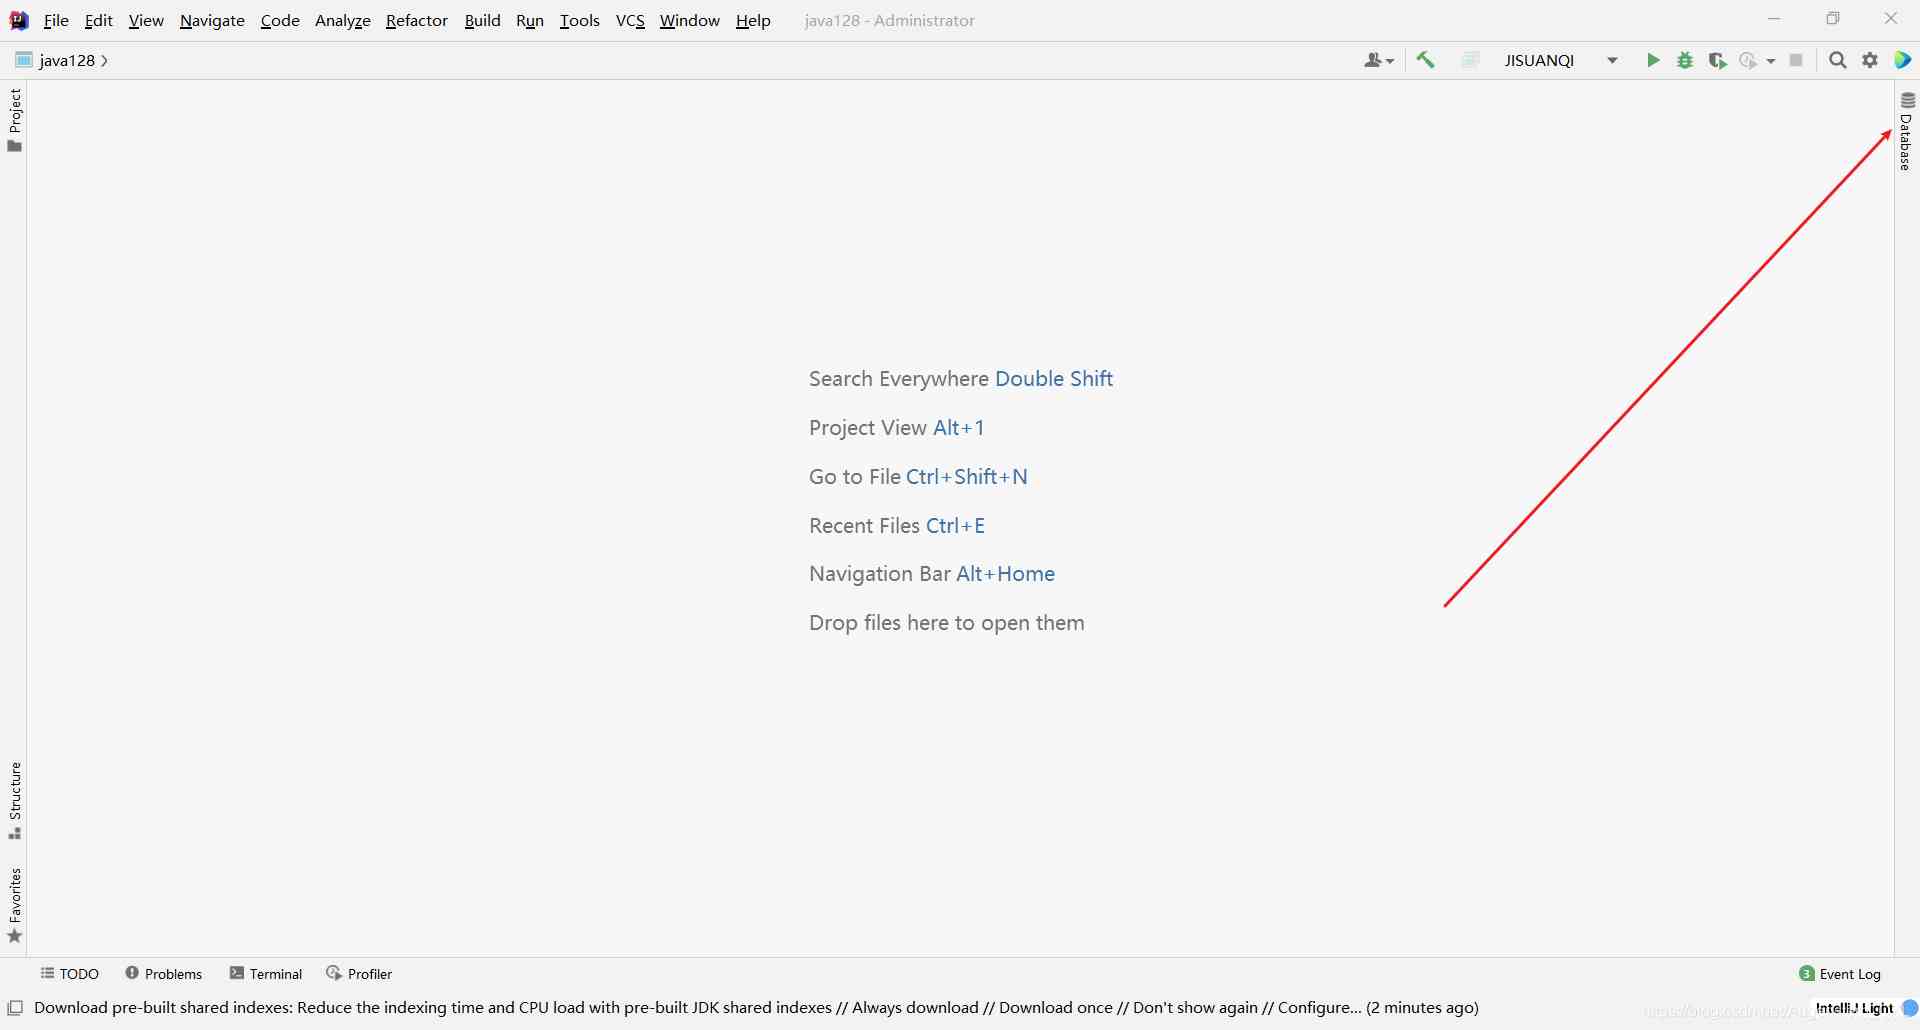 File Edit View Navigate Code Analyze Refactor Build Run Tools VCS Window Help java128 - Administrator
java128 JISUANQI
Project
Database
Search Everywhere Double Shift
Project View Alt+1
Go to File Ctrl+Shift+N
Recent Files Ctrl+E
Navigation Bar Alt+Home
Drop files here to open them
Structure
Favorites
TODO Problems Terminal Profiler 3 Event Log
Download pre-built shared indexes: Reduce the indexing time and CPU load with pre-built JDK shared indexes // Always download // Download once // Don't show again // Configure... (2 minutes ago) IntelliJ Light